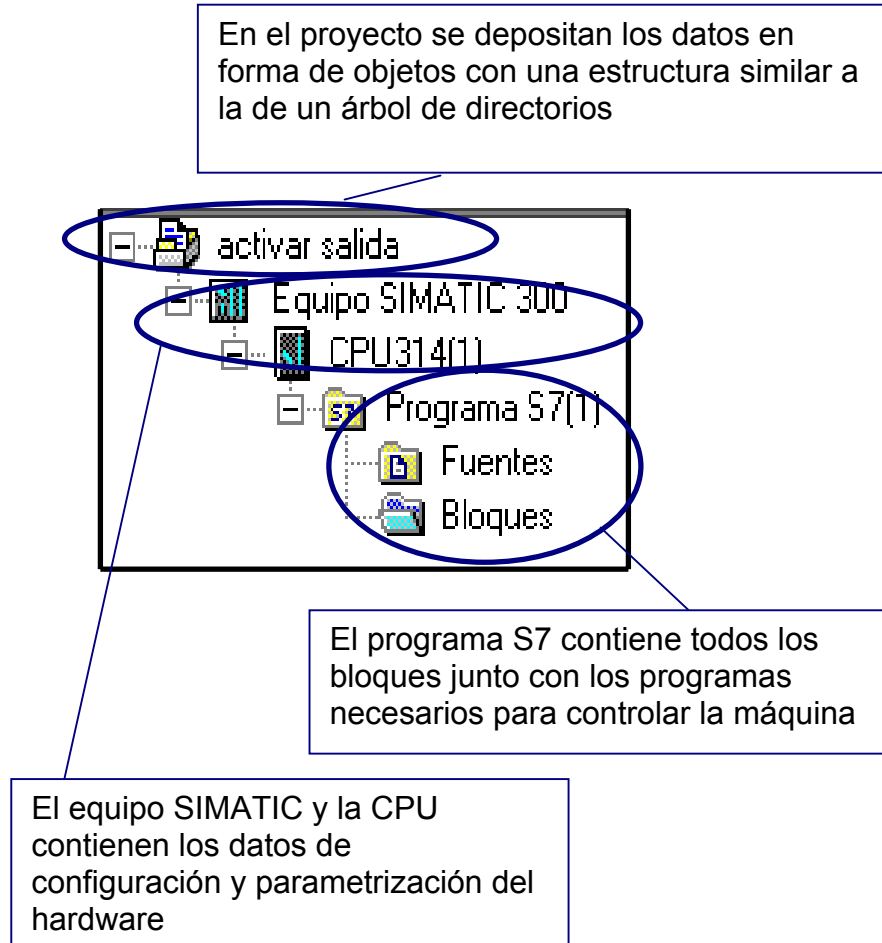 En el proyecto se depositan los datos en
forma de objetos con una estructura similar a
la de un árbol de directorios
activar salida
Equipo SIMATIC 300
CPU314(1)
Programa S7(1)
Fuentes
Bloques
El programa S7 contiene todos los
bloques junto con los programas
necesarios para controlar la máquina
El equipo SIMATIC y la CPU
contienen los datos de
configuración y parametrización del
hardware